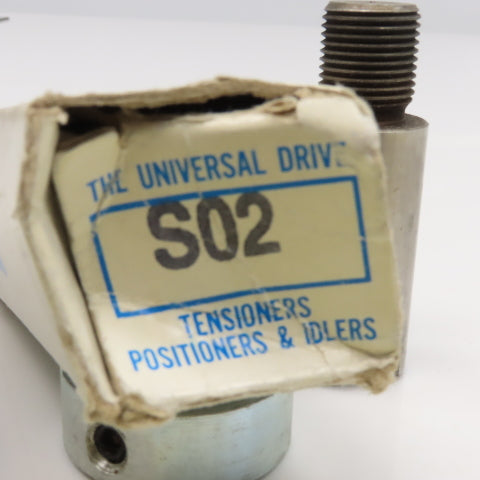 THE UNIVERSAL DRIVE
S02
TENSIONERS
POSITIONERS & IDLERS